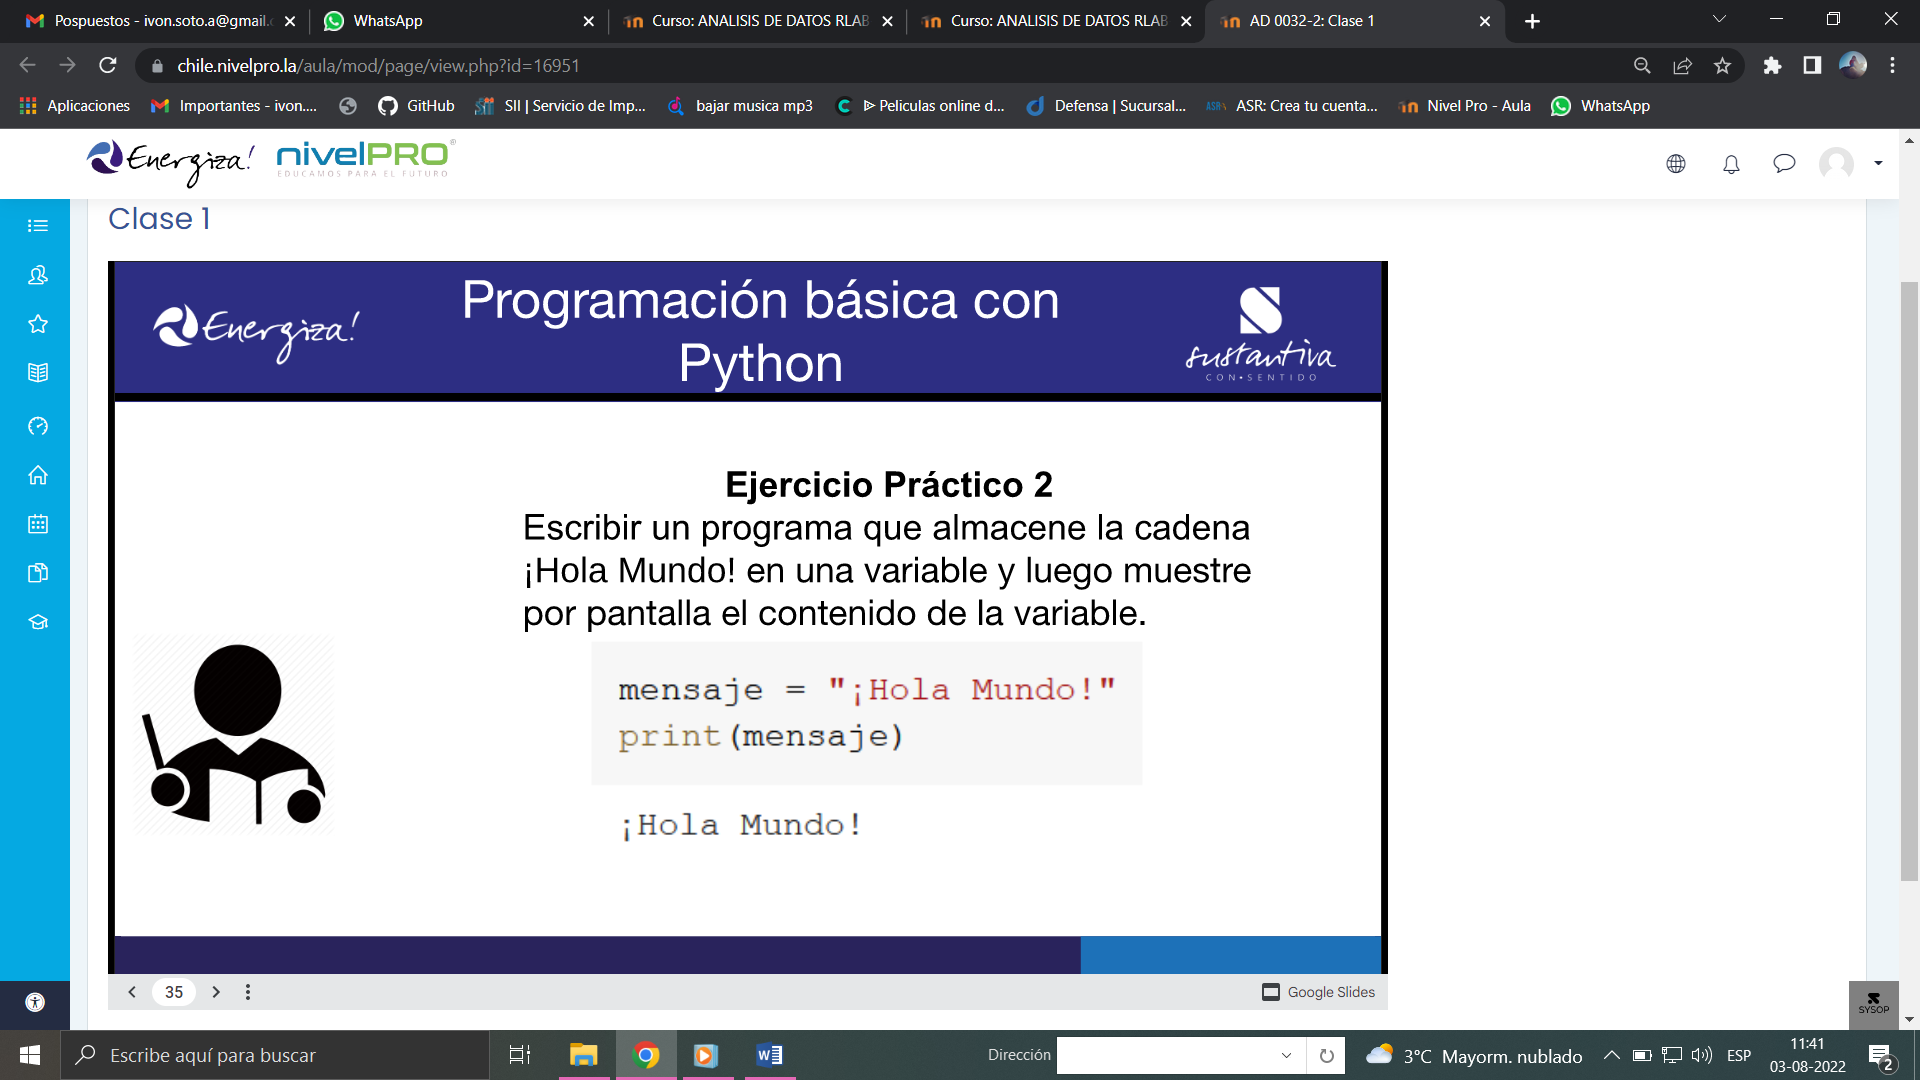 Pospuestos - ivon.soto.a@gmail.c
WhatsApp
Curso: ANALISIS DE DATOS RLAB
Curso: ANALISIS DE DATOS RLAB
AD 0032-2: Clase 1
chile.nivelpro.la/aula/mod/page/view.php?id=16951
Aplicaciones
Importantes - ivon....
GitHub
SII | Servicio de Imp...
bajar musica mp3
Peliculas online d...
Defensa | Sucursal...
ASR: Crea tu cuenta...
Nivel Pro - Aula
WhatsApp
Energiza!
nivelPRO
EDUCAMOS PARA EL FUTURO
Clase 1
Energiza!
Programación básica con
Python
sustantiva
CON•SENTIDO
Ejercicio Práctico 2
Escribir un programa que almacene la cadena
¡Hola Mundo! en una variable y luego muestre
por pantalla el contenido de la variable.
mensaje = "¡Hola Mundo!"
print(mensaje)
¡Hola Mundo!
35
Google Slides
SYSOP
Escribe aquí para buscar
Dirección
3°C Mayorm. nublado
ESP
11:41
03-08-2022
2